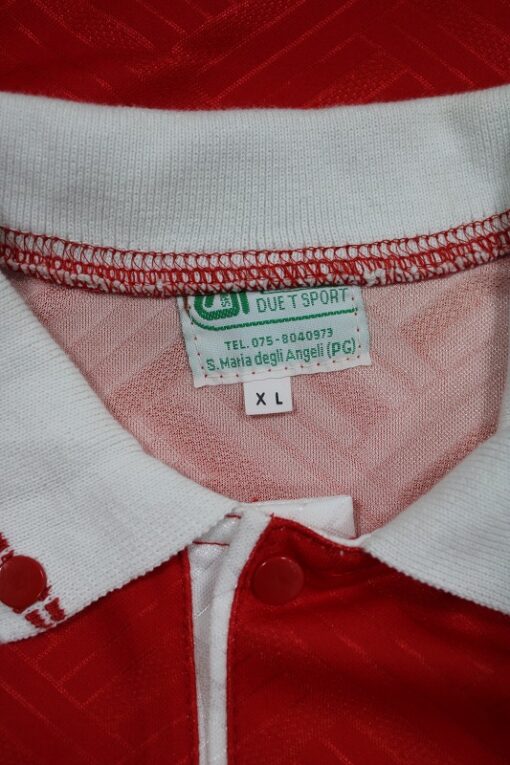 DUE T SPORT
TEL. 075-8040973
S. Maria degli Angeli (PG)
XL